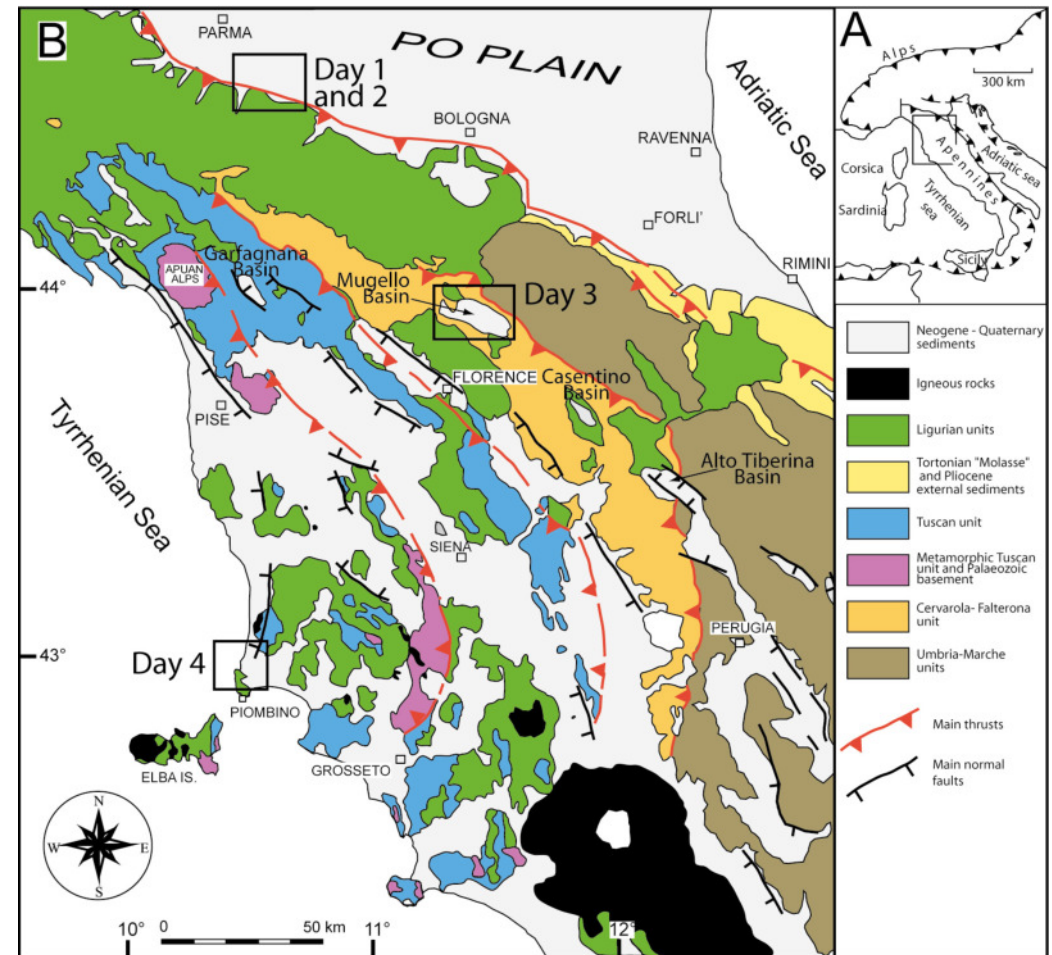 B
PARMA
PO PLAIN
Day 1
and 2
BOLOGNA
RAVENNA
Adriatic Sea
FORLI'
RIMINI
44°
APUAN
ALPS
Garfagnana
Basin
Mugello
Basin
Day 3
FLORENCE
Casentino
Basin
PISE
Tyrrhenian Sea
Alto Tiberina
Basin
SIENA
43°
Day 4
PERUGIA
PIOMBINO
ELBA IS.
GROSSETO
N
W
E
S
10°
0
50 km
11°
12°
A
Alps
300 km
Corsica
Sardinia
Apennines
Adriatic sea
Tyrrhenian
sea
Sicily
Neogene - Quaternary
sediments
Igneous rocks
Ligurian units
Tortonian "Molasse"
and Pliocene
external sediments
Tuscan unit
Metamorphic Tuscan
unit and Palaeozoic
basement
Cervarola- Falterona
unit
Umbria-Marche
units
Main thrusts
Main normal
faults